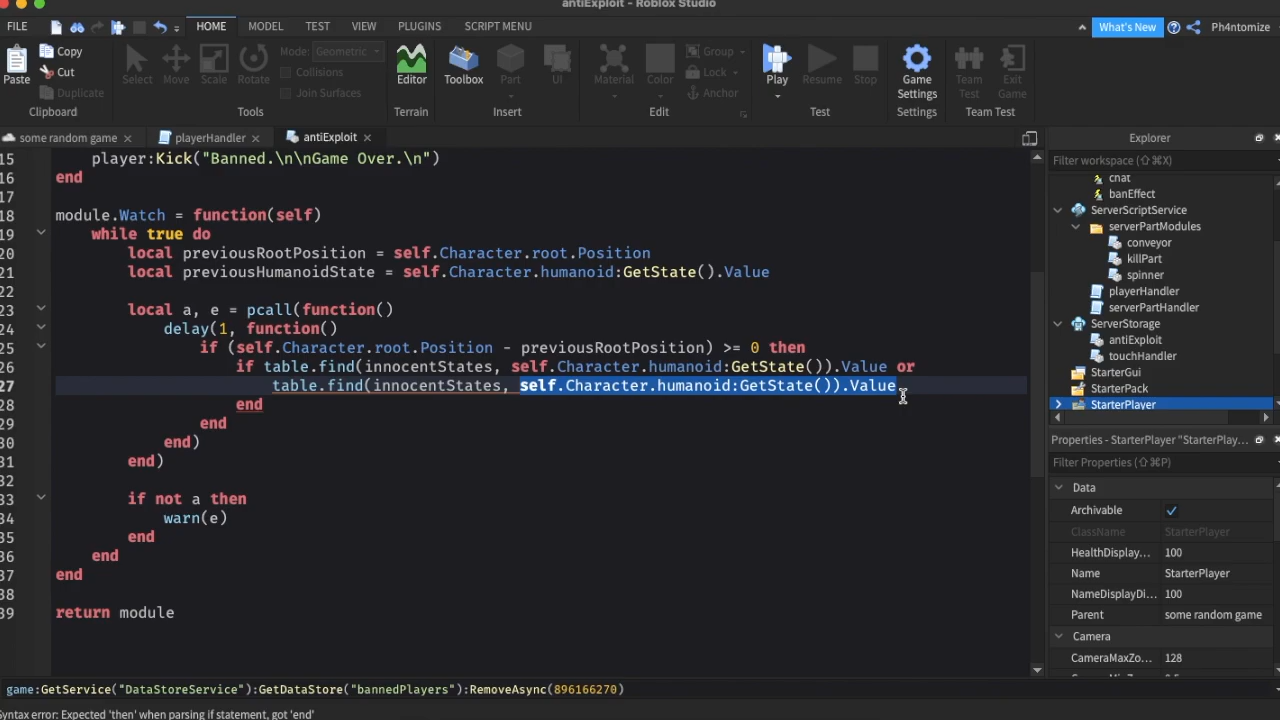 antiExploit - Roblox Studio
FILE HOME MODEL TEST VIEW PLUGINS SCRIPT MENU What's New Ph4ntomize
Paste Copy Cut Duplicate
Select Move Scale Rotate
Mode: Geometric
Collisions
Join Surfaces
Editor Toolbox Part UI Material Color
Group
Lock
Anchor
Play Resume Stop Game Settings Team Test Exit Game
Clipboard Tools Terrain Insert Edit Test Settings Team Test
some random game playerHandler antiExploit
15 player:Kick("Banned.\n\nGame Over.\n")
16 end
17
18 module.Watch = function(self)
19 while true do
20 local previousRootPosition = self.Character.root.Position
21 local previousHumanoidState = self.Character.humanoid:GetState().Value
22
23 local a, e = pcall(function()
24 delay(1, function()
25 if (self.Character.root.Position - previousRootPosition) >= 0 then
26 if table.find(innocentStates, self.Character.humanoid:GetState()).Value or
27 table.find(innocentStates, self.Character.humanoid:GetState()).Value
28 end
29 end
30 end)
31 end)
32
33 if not a then
34 warn(e)
35 end
36 end
37 end
38
39 return module
Explorer
Filter workspace (⇧⌘X)
chat
banEffect
ServerScriptService
serverPartModules
conveyor
killPart
spinner
playerHandler
serverPartHandler
ServerStorage
antiExploit
touchHandler
StarterGui
StarterPack
StarterPlayer
Properties - StarterPlayer "StarterPlay...
Filter Properties (⇧⌘P)
Data
Archivable
ClassName StarterPlayer
HealthDisplay... 100
Name StarterPlayer
NameDisplayDi... 100
Parent some random game
Camera
CameraMaxZo... 128
game:GetService("DataStoreService"):GetDataStore("bannedPlayers"):RemoveAsync(896166270)
Syntax error: Expected 'then' when parsing if statement, got 'end'